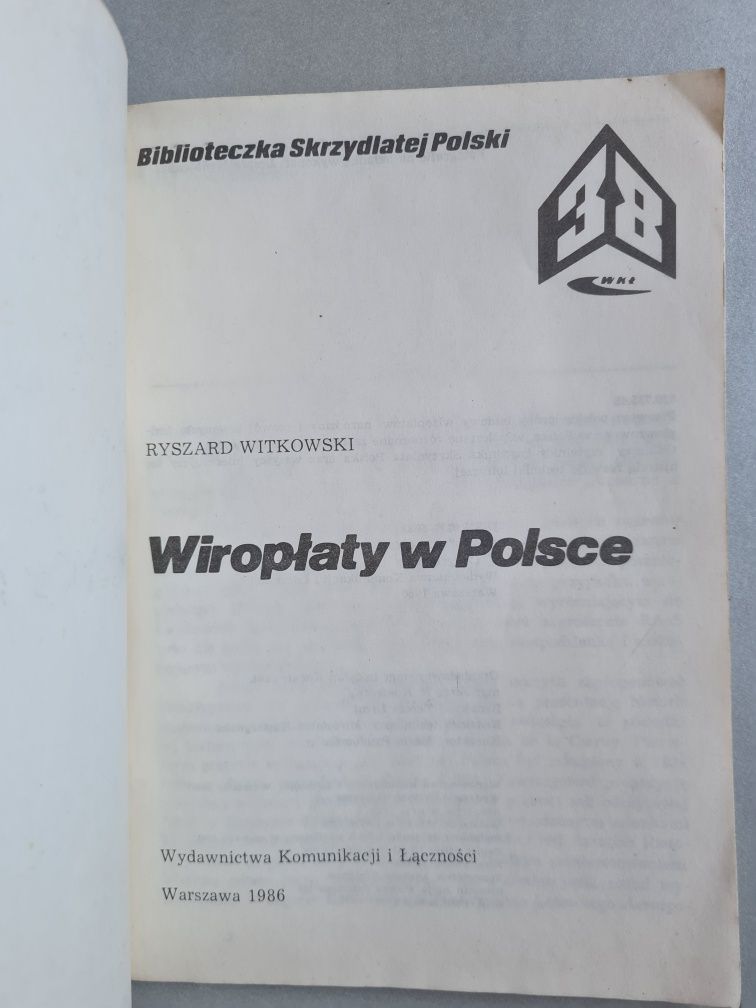 Biblioteczka Skrzydlatej Polski
38
WKŁ
RYSZARD WITKOWSKI
Wiropłaty w Polsce
Wydawnictwa Komunikacji i Łączności
Warszawa 1986